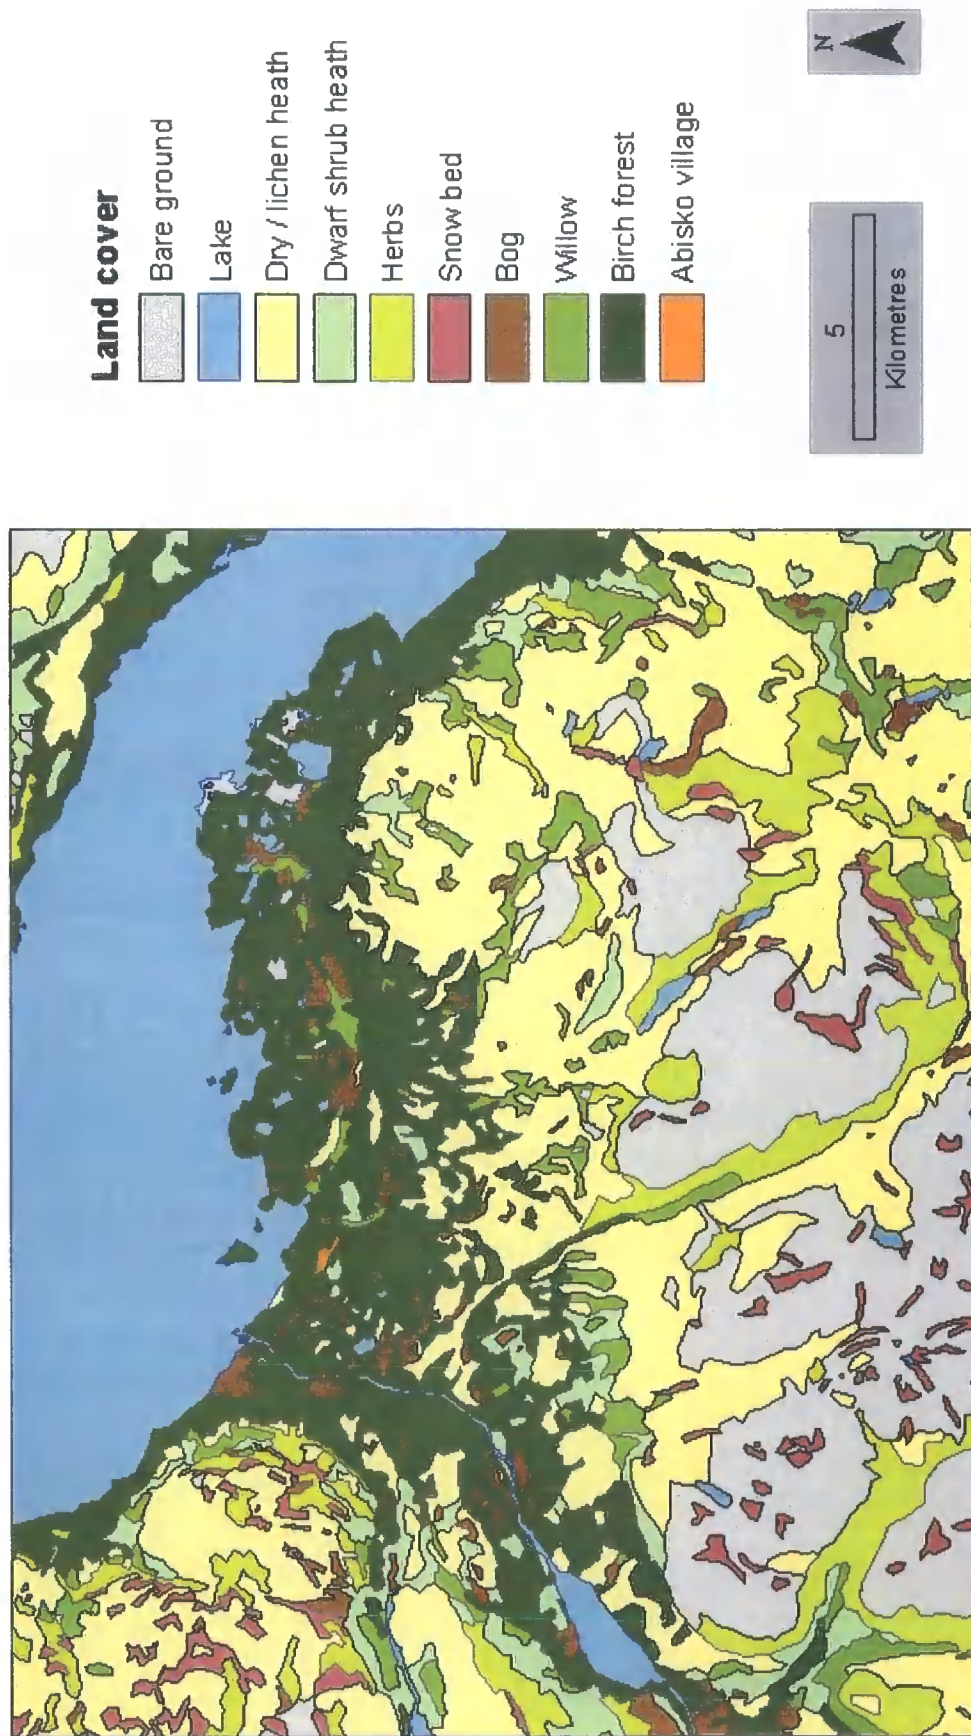 Land cover
Bare ground
Lake
Dry / lichen heath
Dwarf shrub heath
Herbs
Snow bed
Bog
Willow
Birch forest
Abisko village
5
Kilometres
N